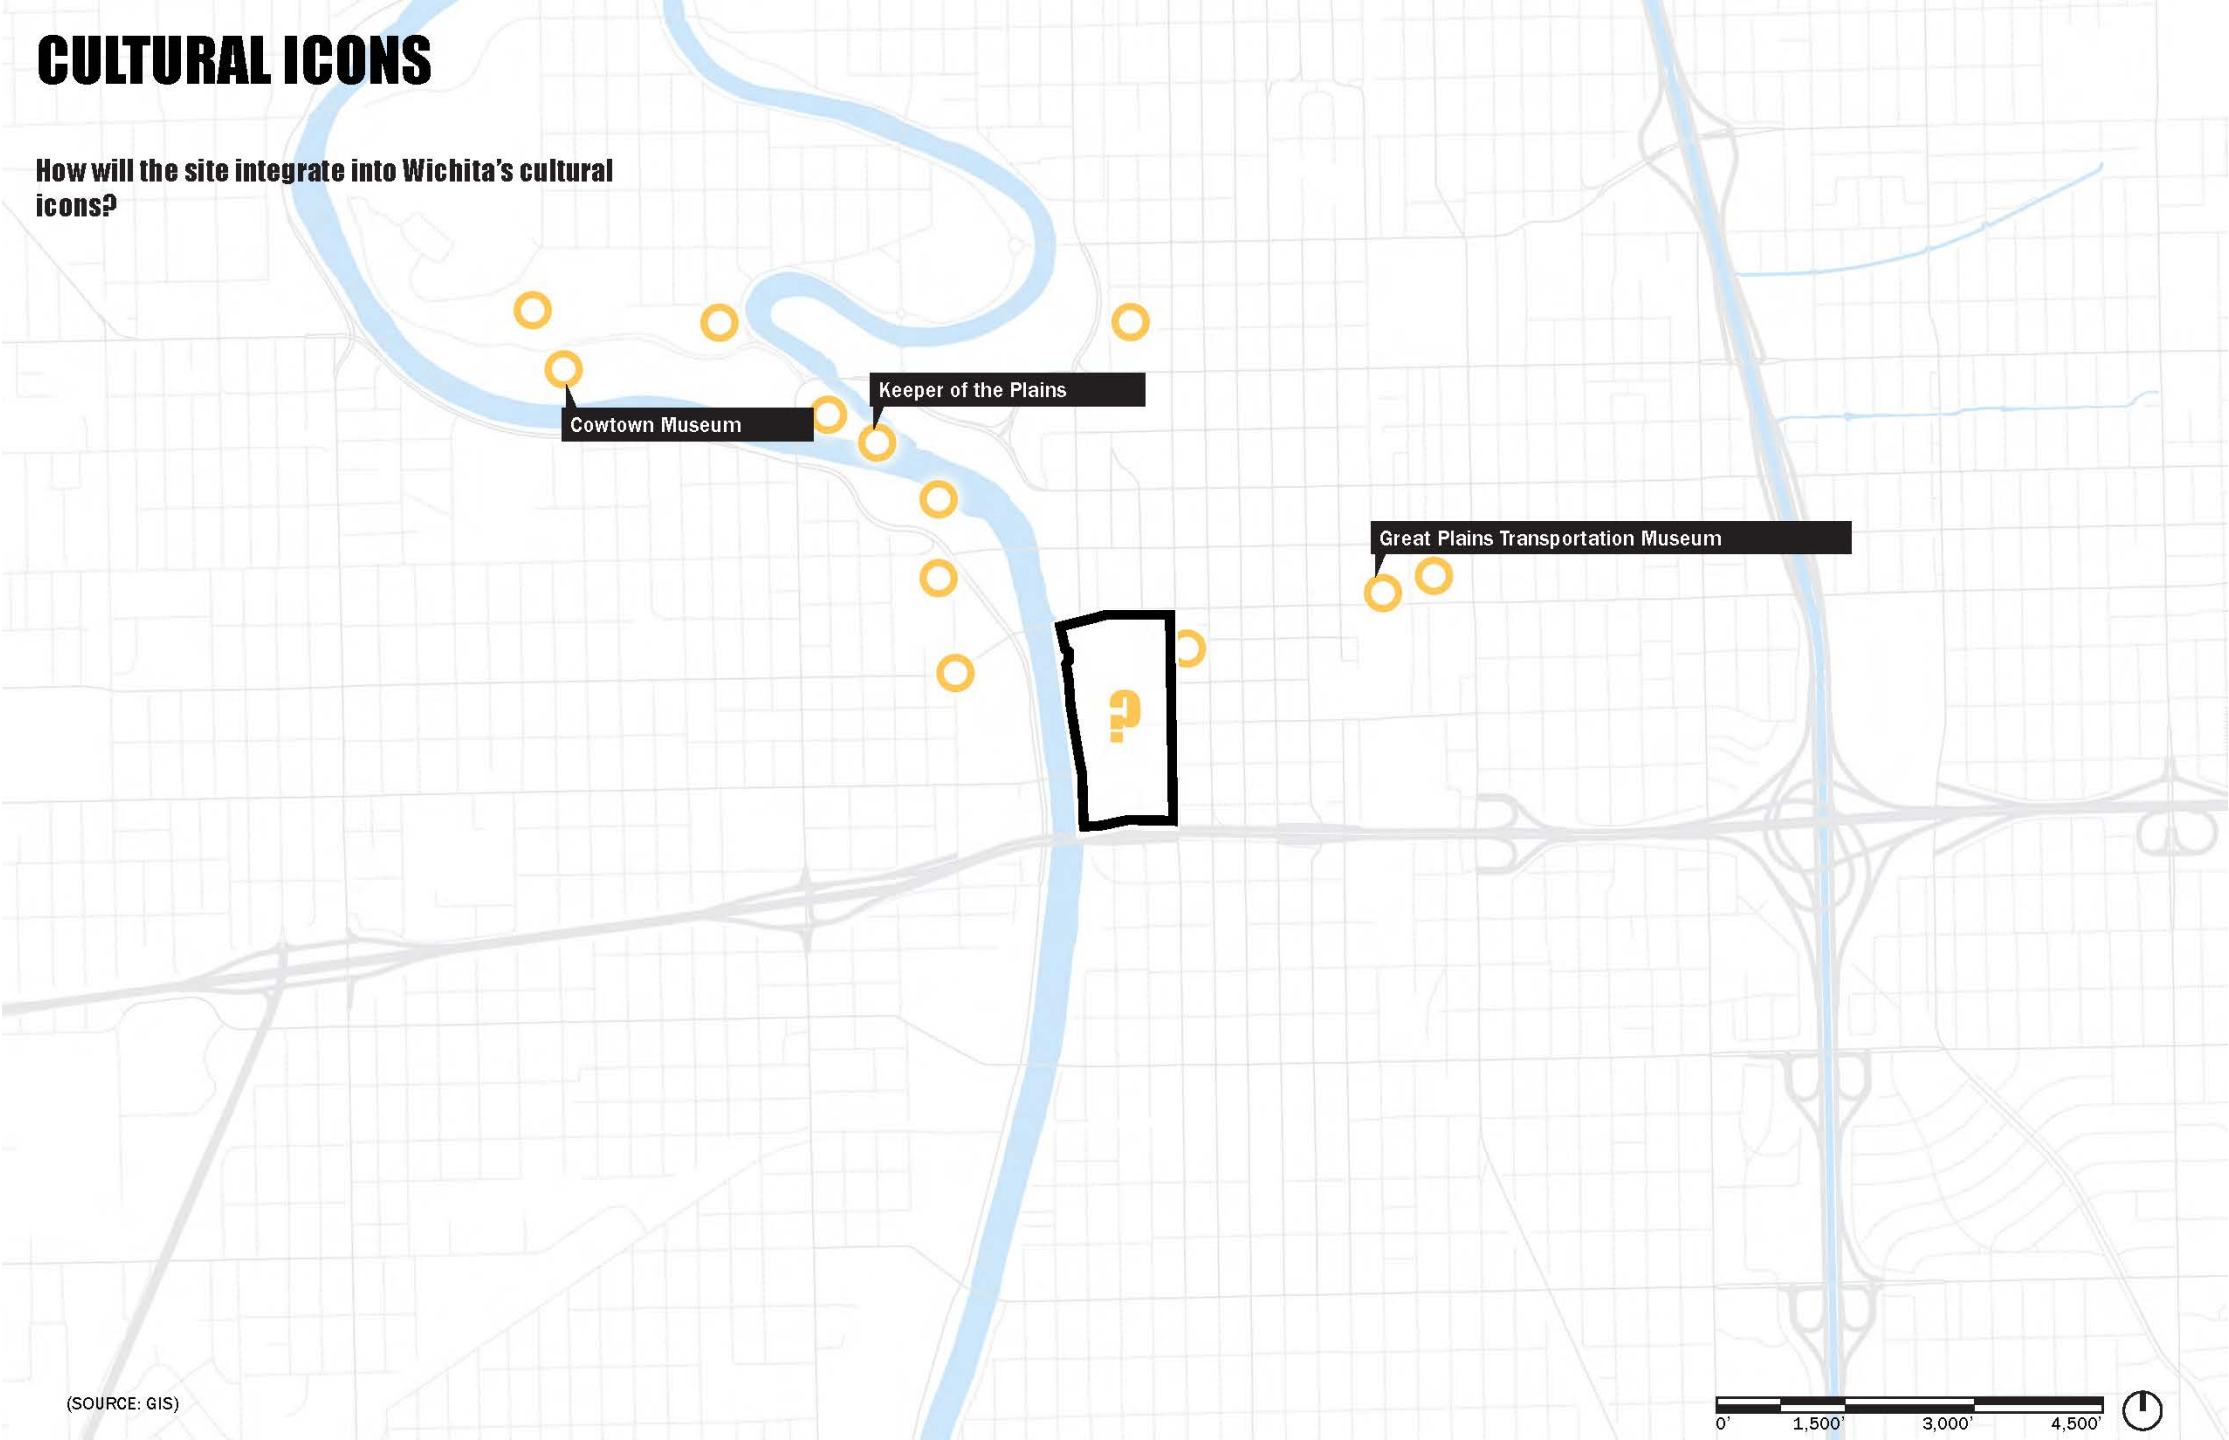 CULTURAL ICONS
How will the site integrate into Wichita’s cultural
icons?
Keeper of the Plains
Cowtown Museum
Great Plains Transportation Museum
?
(SOURCE: GIS)
0’ 1,500’ 3,000’ 4,500’